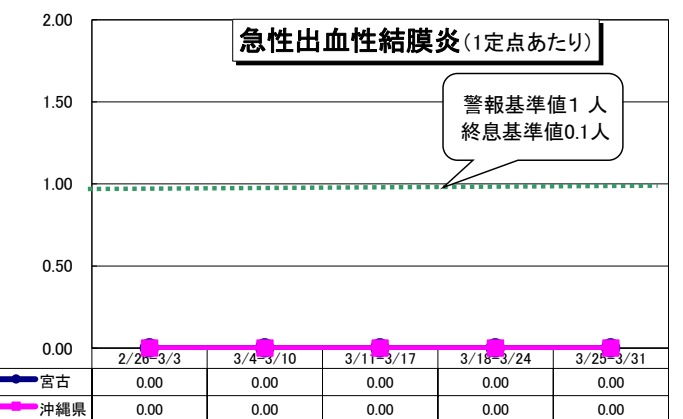 急性出血性結膜炎(1定点あたり)
2.00
1.50
1.00
0.50
0.00
警報基準値1 人
終息基準値0.1人
2/26-3/3 3/4-3/10 3/11-3/17 3/18-3/24 3/25-3/31
宮古 0.00 0.00 0.00 0.00 0.00
沖縄県 0.00 0.00 0.00 0.00 0.00